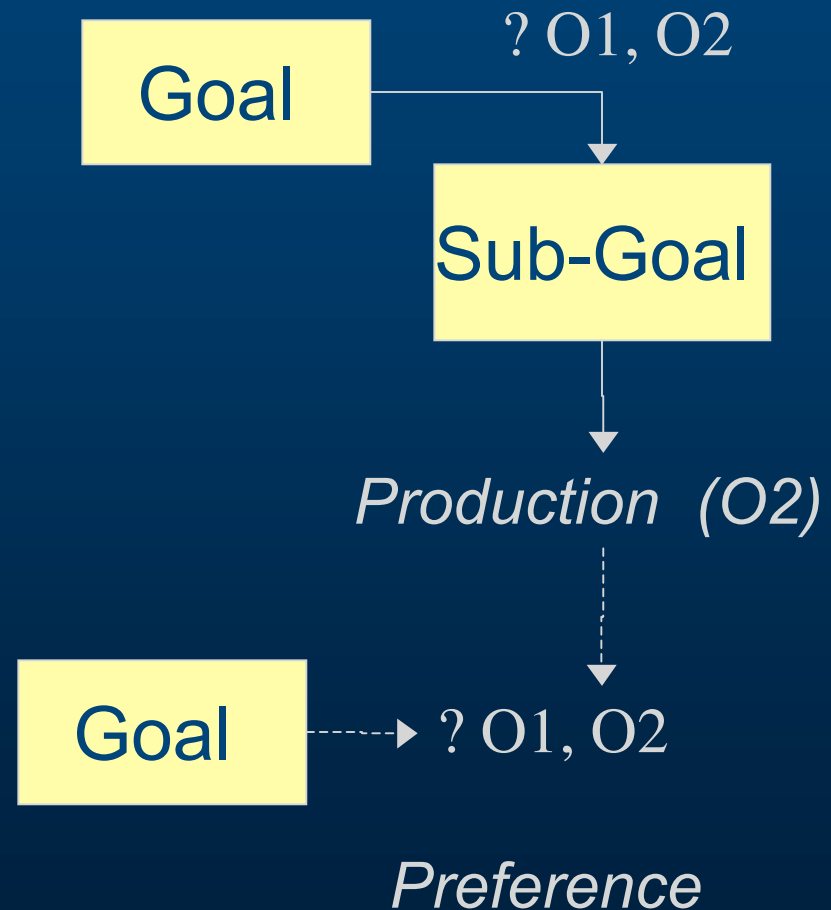 ? O1, O2
Goal
Sub-Goal
Production (O2)
Goal
? O1, O2
Preference